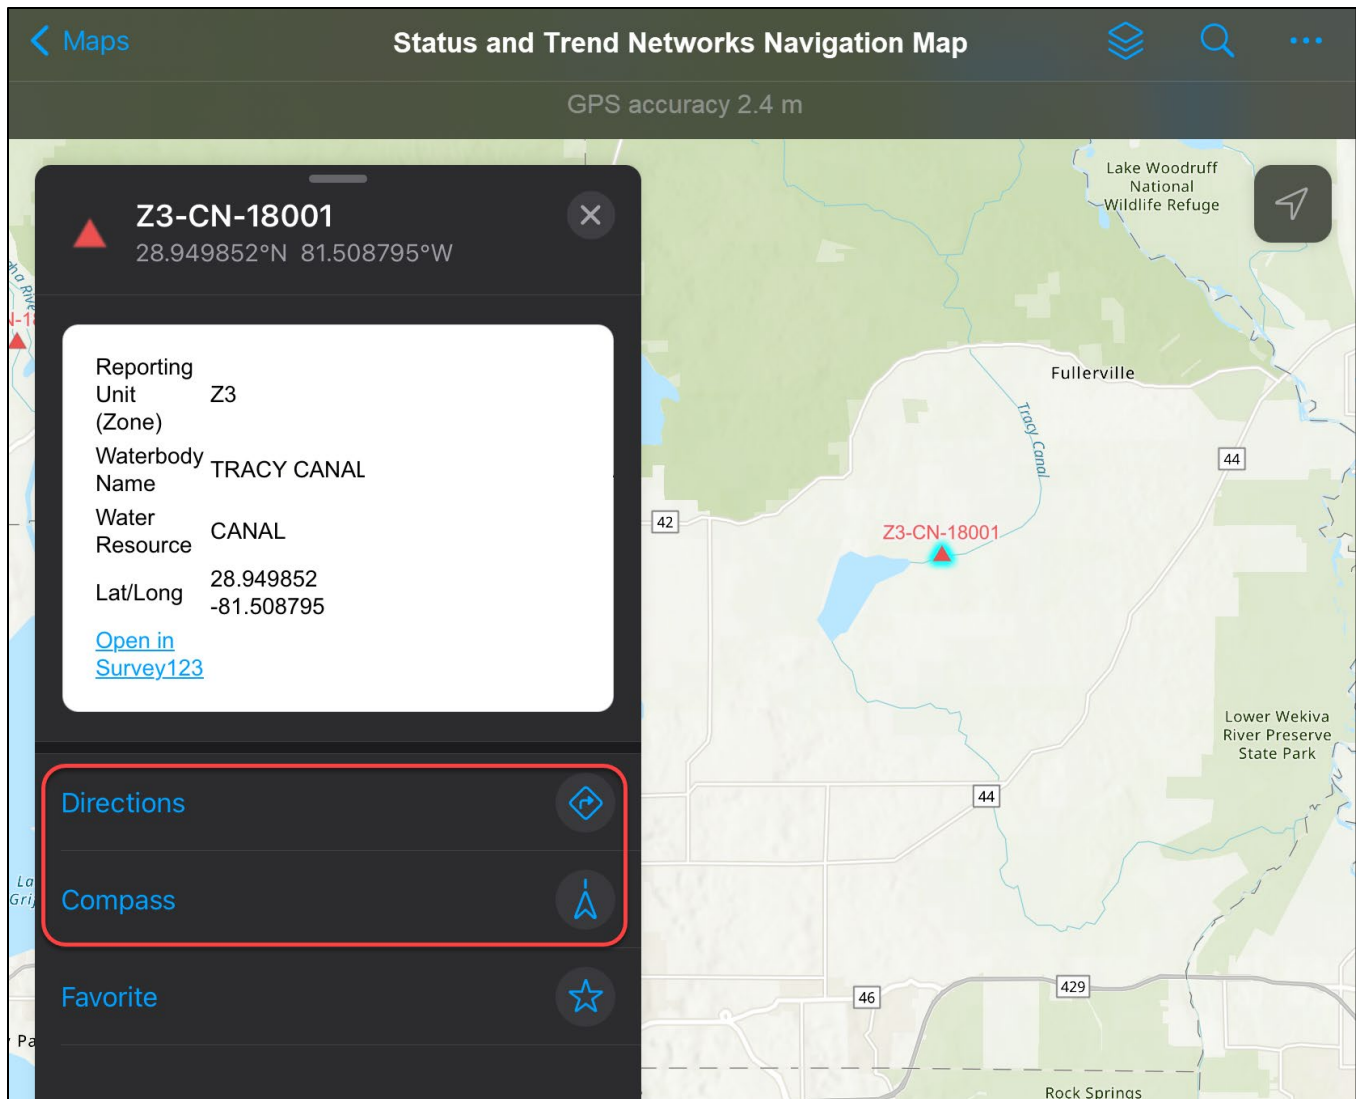 Maps
Status and Trend Networks Navigation Map
GPS accuracy 2.4 m
Z3-CN-18001
28.949852°N 81.508795°W
Reporting
Unit
(Zone)
Z3
Waterbody
Name
TRACY CANAL
Water
Resource
CANAL
Lat/Long
28.949852
-81.508795
Open in
Survey123
Directions
Compass
Favorite
Lake Woodruff
National
Wildlife Refuge
Fullerville
Tracy Canal
44
42
Z3-CN-18001
Lower Wekiva
River Preserve
State Park
44
429
46
Rock Springs